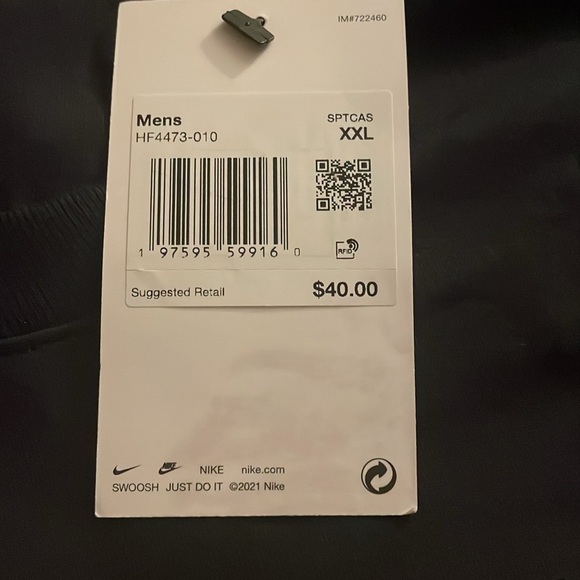 IM#722460
Mens SPTCAS
HF4473-010 XXL
1 97595 59916 0
RFID
Suggested Retail $40.00
NIKE NIKE nike.com
SWOOSH JUST DO IT ©2021 Nike